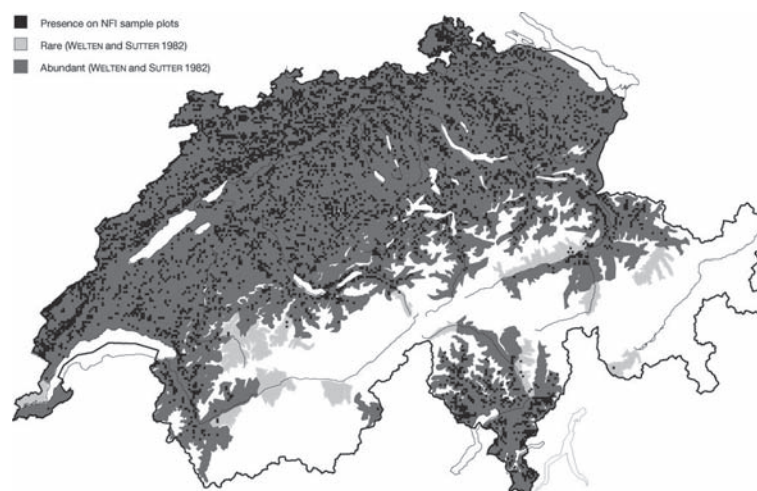 Presence on NFI sample plots
Rare (WELTEN and SUTTER 1982)
Abundant (WELTEN and SUTTER 1982)